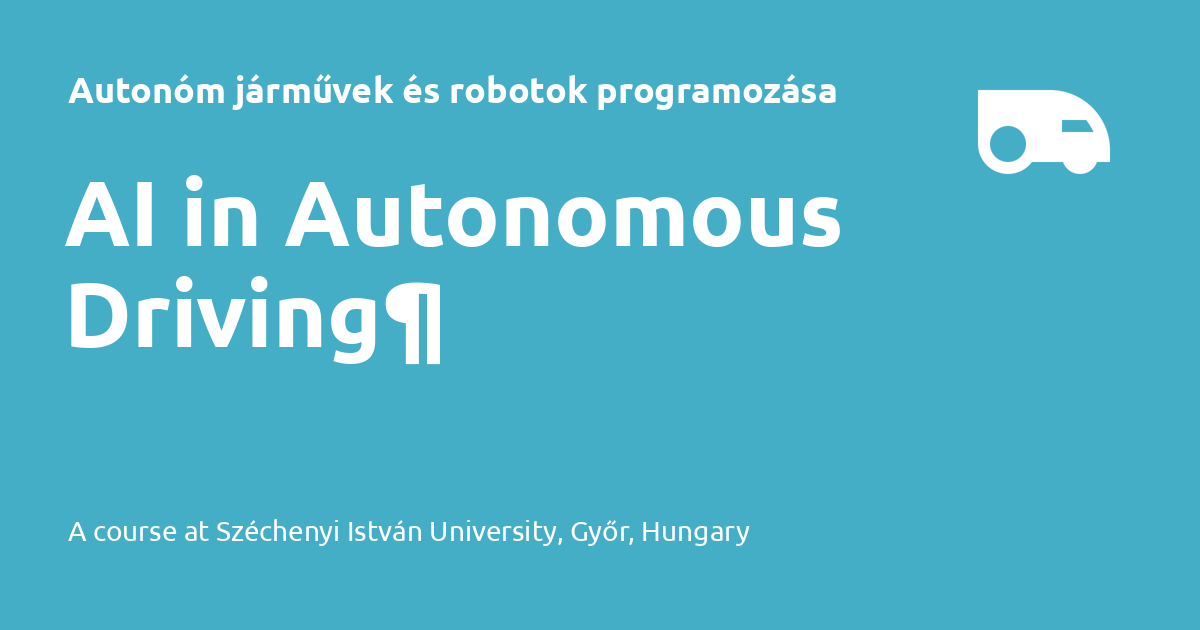 Autonóm járművek és robotok programozása
AI in Autonomous
Driving¶
A course at Széchenyi István University, Győr, Hungary